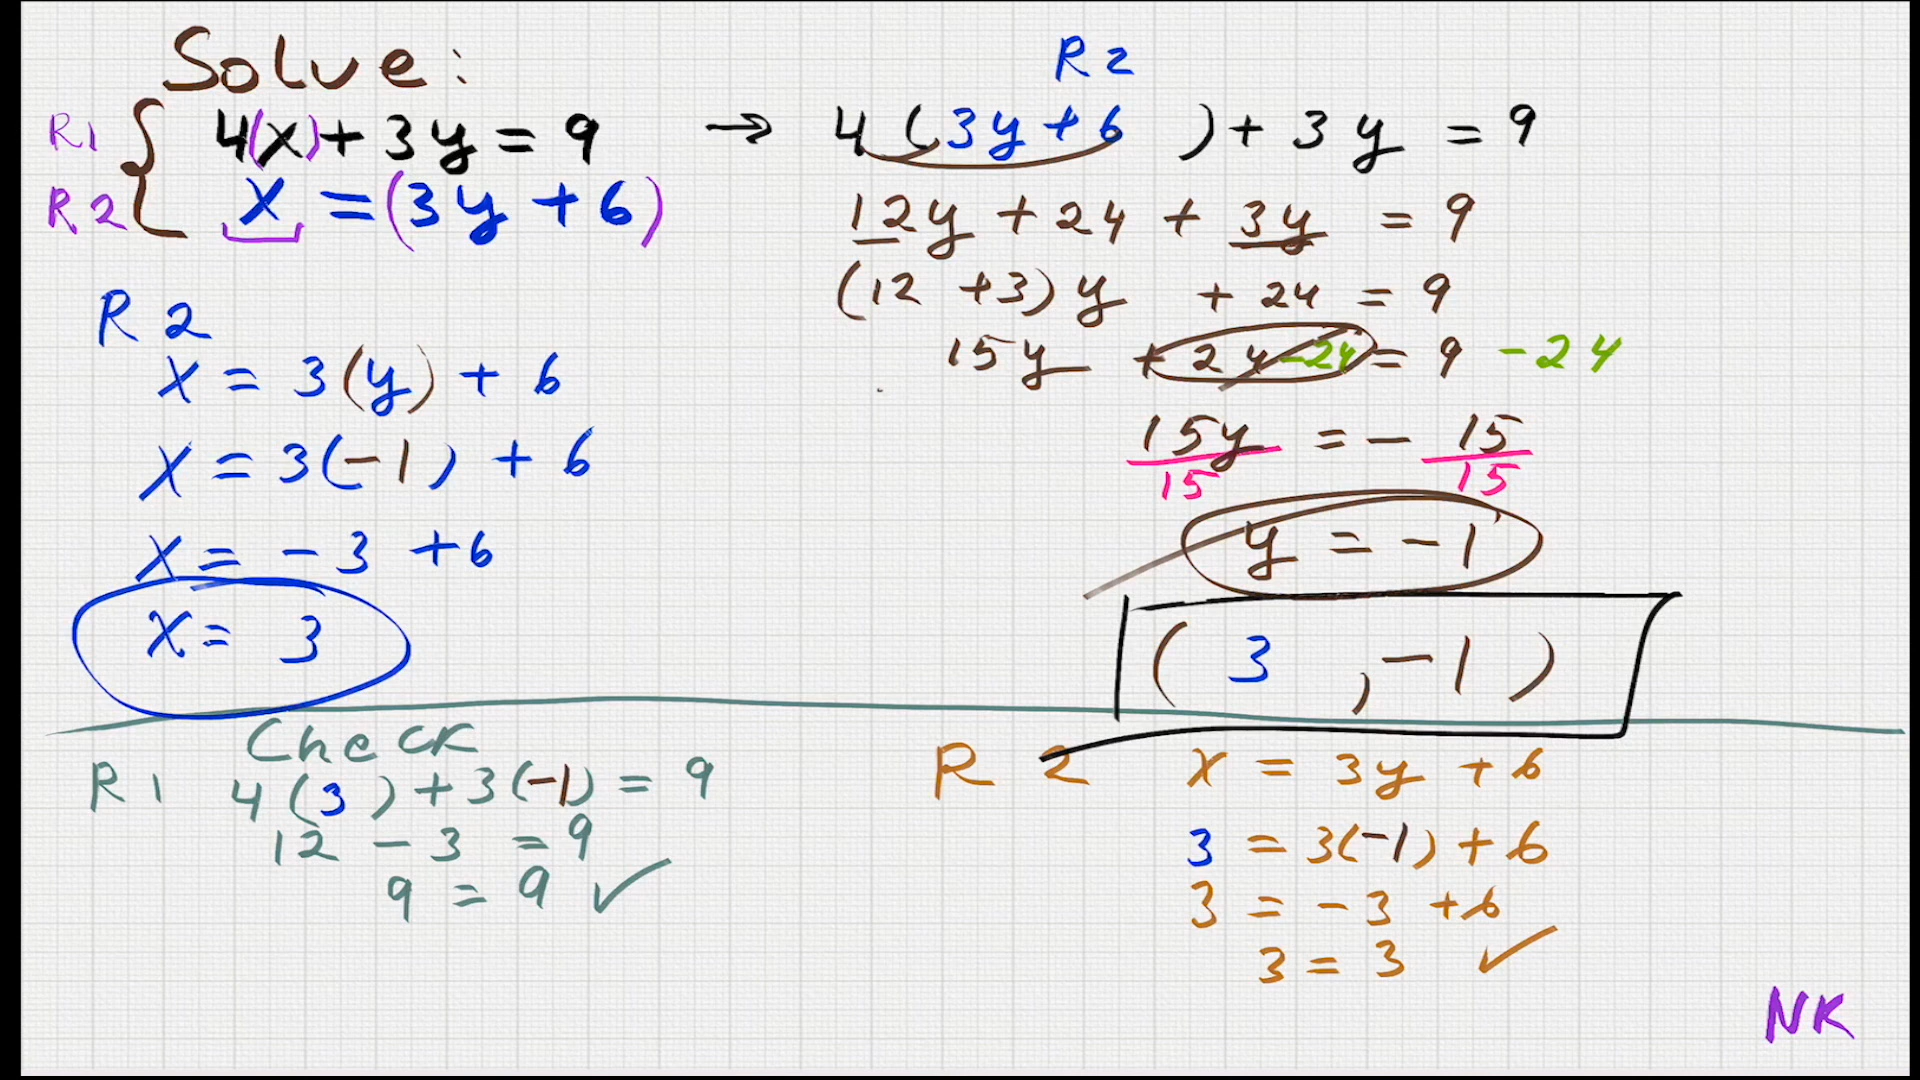 Solve:
R1 4(x)+3y=9
R2 x=(3y+6)
R2
→ 4(3y+6)+3y=9
12y+24+3y=9
(12+3)y+24=9
15y+24-24=9-24
15y/15=-15/15
y=-1
R2
x=3(y)+6
x=3(-1)+6
x=-3+6
x=3
(3,-1)
Check
R1 4(3)+3(-1)=9
12-3=9
9=9 ✓
R2 x=3y+6
3=3(-1)+6
3=-3+6
3=3 ✓
NK